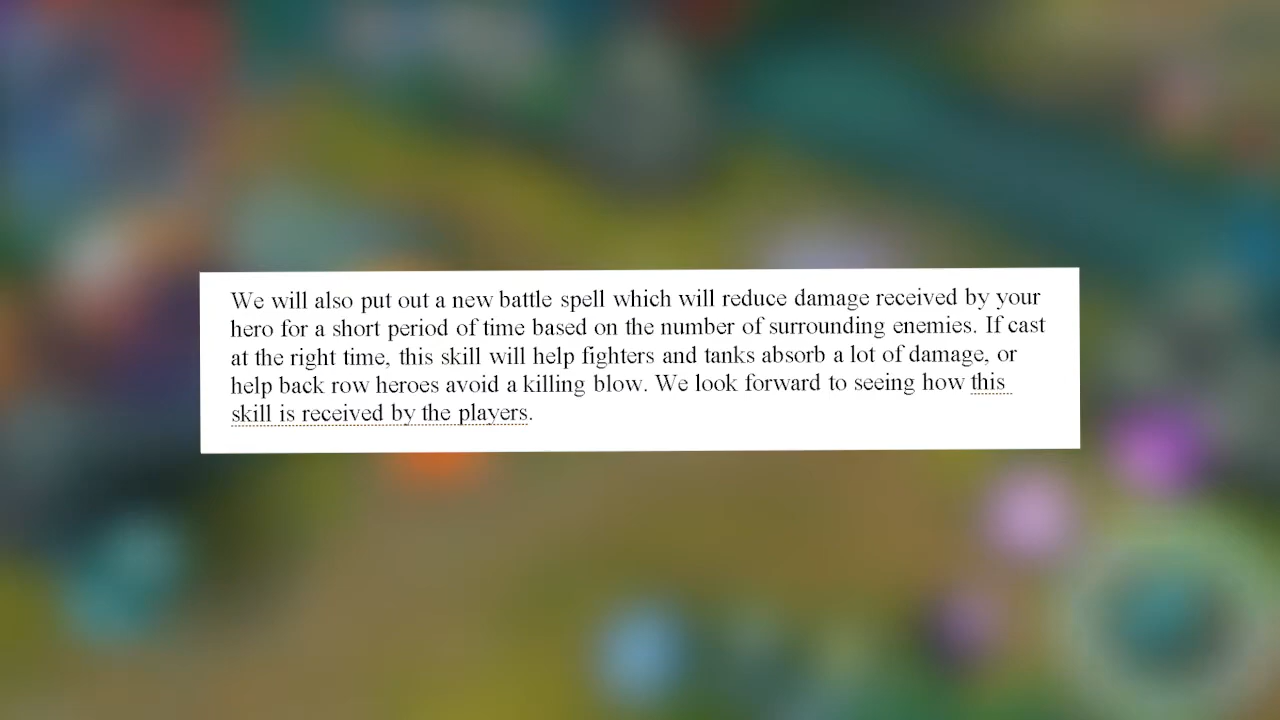 We will also put out a new battle spell which will reduce damage received by your
hero for a short period of time based on the number of surrounding enemies. If cast
at the right time, this skill will help fighters and tanks absorb a lot of damage, or
help back row heroes avoid a killing blow. We look forward to seeing how this
skill is received by the players.